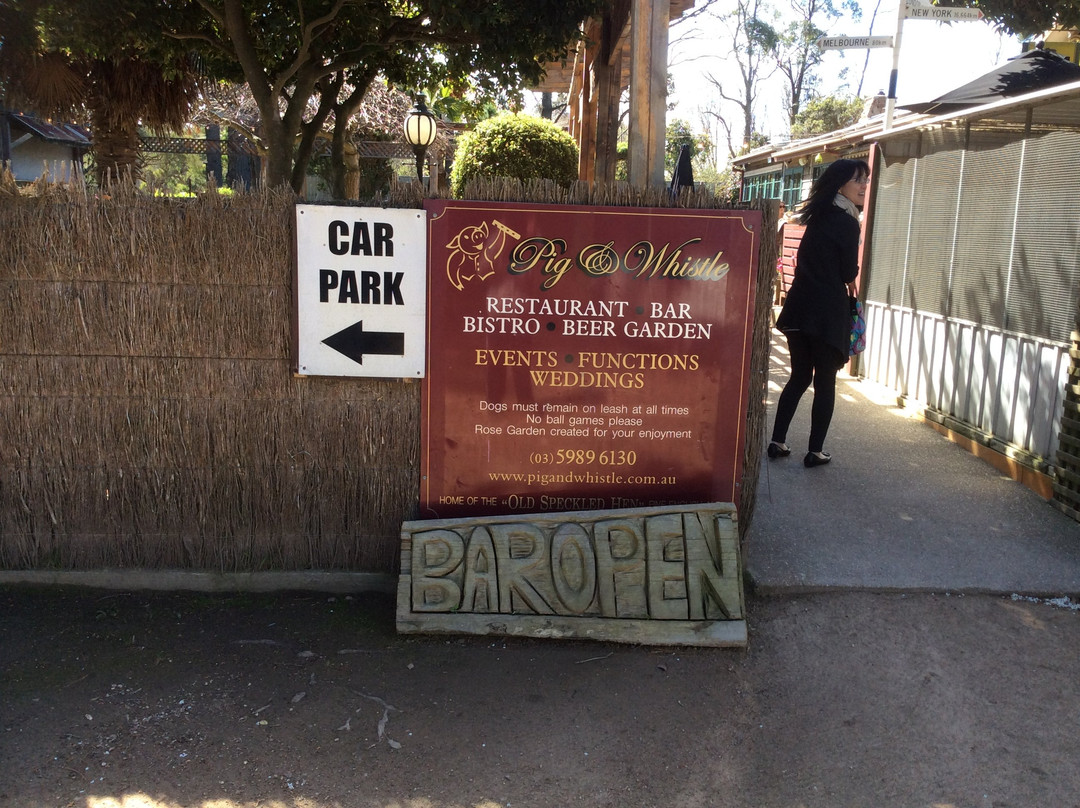 NEW YORK
MELBOURNE
CAR
PARK
Pig & Whistle
RESTAURANT • BAR
BISTRO • BEER GARDEN
EVENTS • FUNCTIONS
WEDDINGS
Dogs must remain on leash at all times
No ball games please
Rose Garden created for your enjoyment
(03) 5989 6130
www.pigandwhistle.com.au
HOME OF THE "OLD SPECKLED HEN"
BAR OPEN